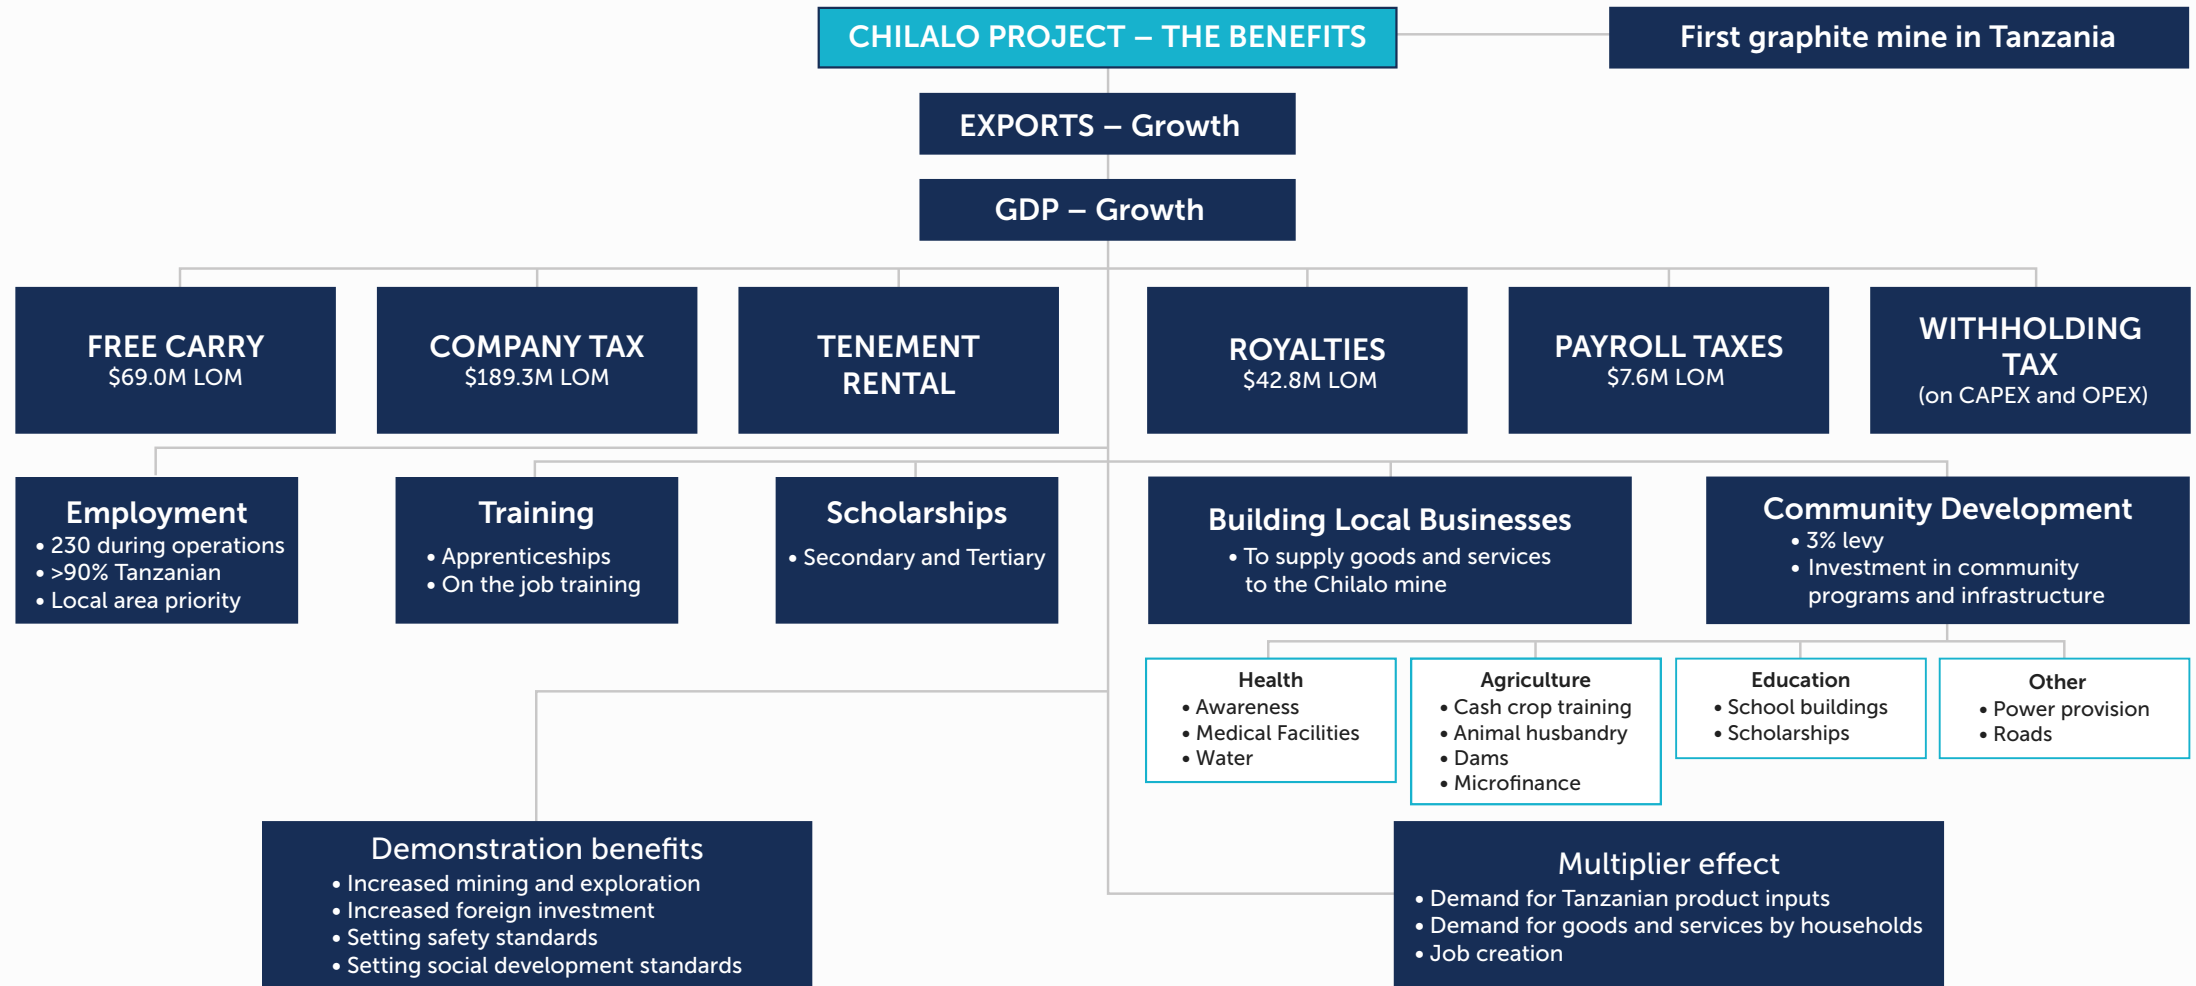 CHILALO PROJECT – THE BENEFITS
First graphite mine in Tanzania
EXPORTS – Growth
GDP – Growth
FREE CARRY
$69.0M LOM
COMPANY TAX
$189.3M LOM
TENEMENT
RENTAL
ROYALTIES
$42.8M LOM
PAYROLL TAXES
$7.6M LOM
WITHHOLDING
TAX
(on CAPEX and OPEX)
Employment
• 230 during operations
• >90% Tanzanian
• Local area priority
Training
• Apprenticeships
• On the job training
Scholarships
• Secondary and Tertiary
Building Local Businesses
• To supply goods and services
to the Chilalo mine
Community Development
• 3% levy
• Investment in community
programs and infrastructure
Health
• Awareness
• Medical Facilities
• Water
Agriculture
• Cash crop training
• Animal husbandry
• Dams
• Microfinance
Education
• School buildings
• Scholarships
Other
• Power provision
• Roads
Demonstration benefits
• Increased mining and exploration
• Increased foreign investment
• Setting safety standards
• Setting social development standards
Multiplier effect
• Demand for Tanzanian product inputs
• Demand for goods and services by households
• Job creation